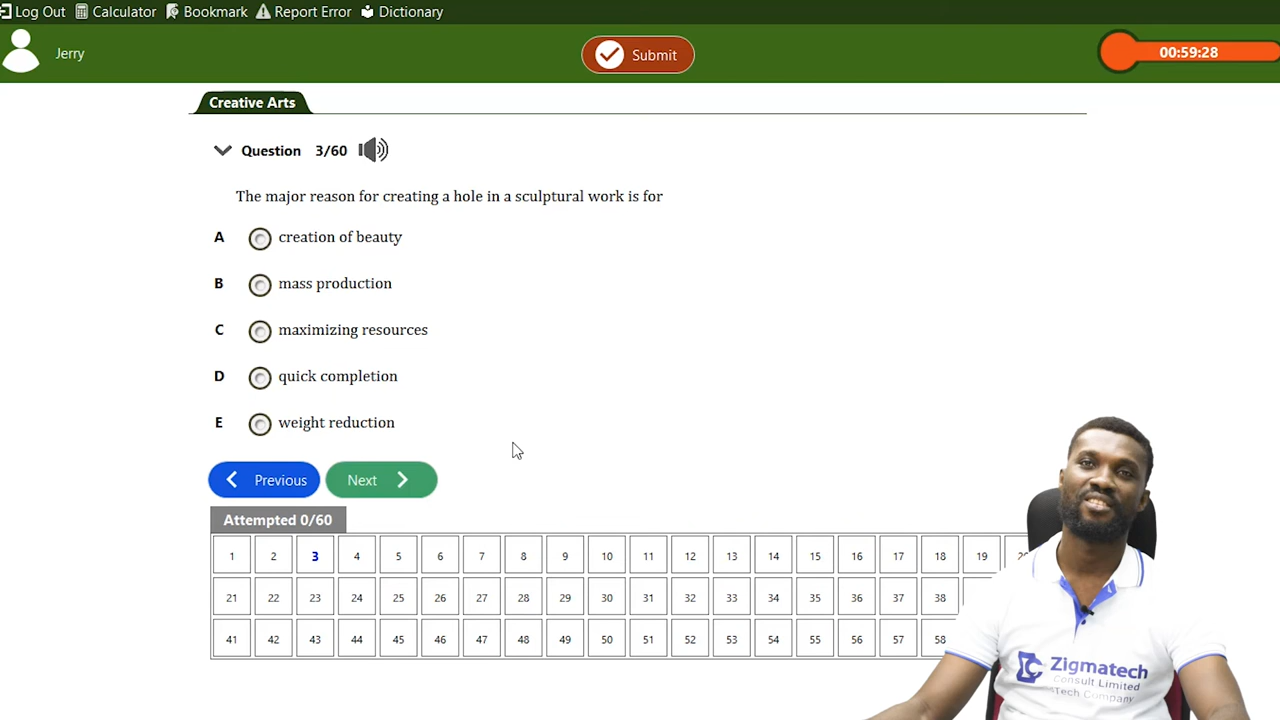 Log Out Calculator Bookmark Report Error Dictionary
Jerry Submit 00:59:28
Creative Arts
Question 3/60
The major reason for creating a hole in a sculptural work is for
A creation of beauty
B mass production
C maximizing resources
D quick completion
E weight reduction
Previous Next
Attempted 0/60
1 2 3 4 5 6 7 8 9 10 11 12 13 14 15 16 17 18 19
21 22 23 24 25 26 27 28 29 30 31 32 33 34 35 36 37 38
41 42 43 44 45 46 47 48 49 50 51 52 53 54 55 56 57 58
Zigmatech
Consult Limited
Tech Company